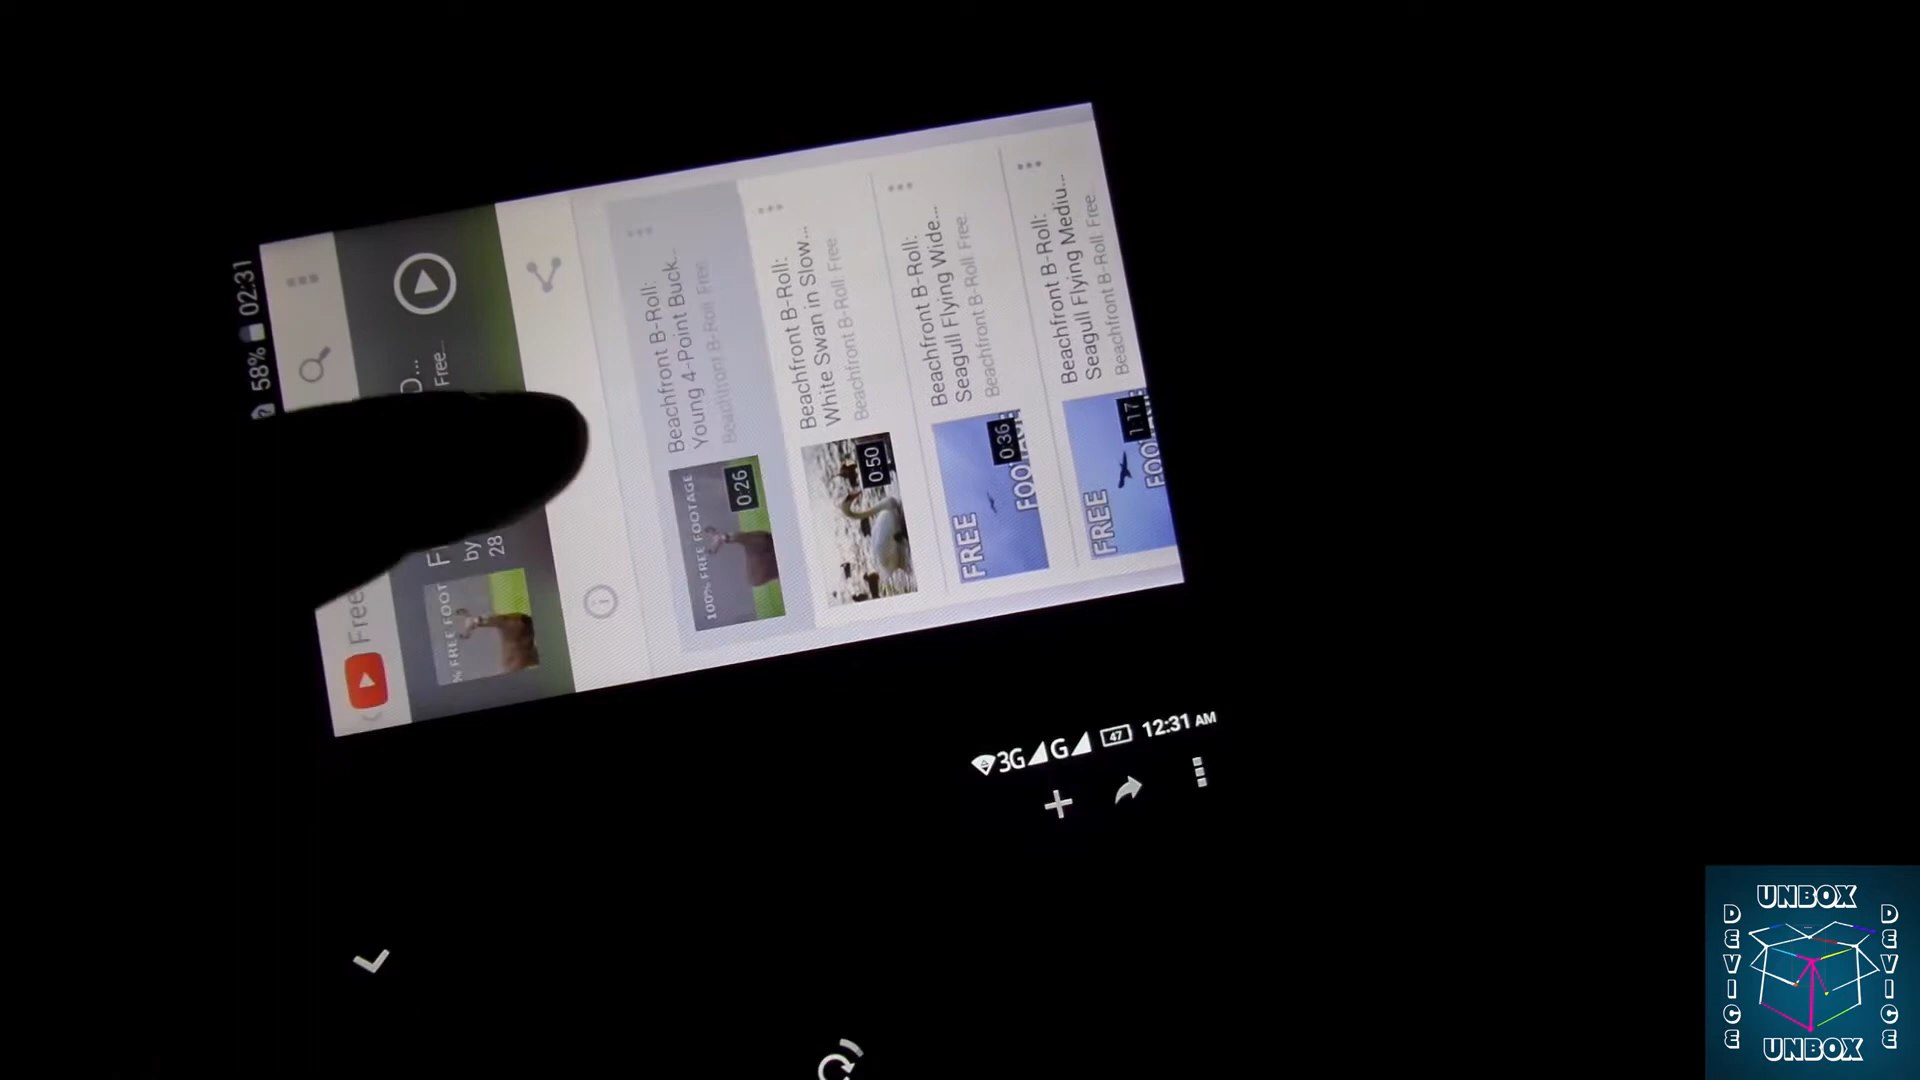 58% 02:31
Free
D...
Free...
F
by
28
% FREE FOOT
Beachfront B-Roll:
Young 4-Point Buck...
Beachfront B-Roll: Free
100% FREE FOOTAGE
0:26
Beachfront B-Roll:
White Swan in Slow...
Beachfront B-Roll: Free...
0:50
Beachfront B-Roll:
Seagull Flying Wide...
Beachfront B-Roll: Free
FREE
FOO
0:36
Beachfront B-Roll:
Seagull Flying Mediu...
Beachfront B-Roll: Free
FREE
FOO
1:17
3G G 47 12:31 AM
UNBOX
DEVICE
DEVICE
UNBOX